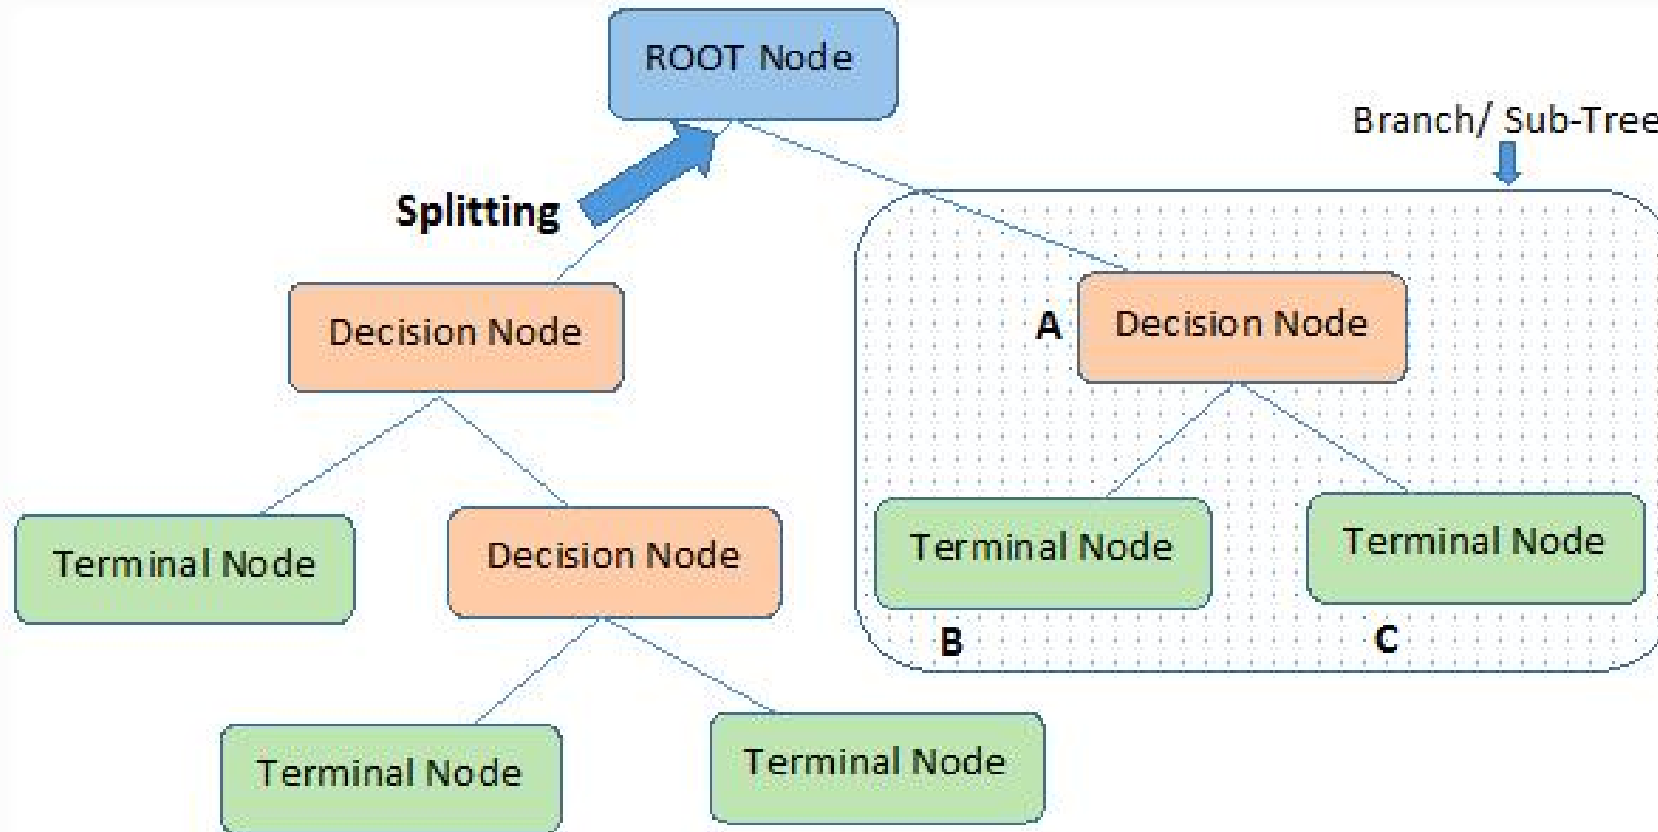 ROOT Node
Branch/ Sub-Tree
Splitting
Decision Node
A
Decision Node
Terminal Node
Decision Node
Terminal Node
Terminal Node
B
C
Terminal Node
Terminal Node